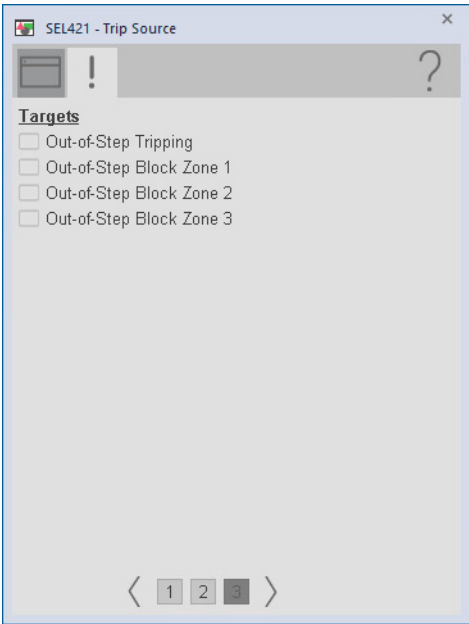 SEL421 - Trip Source
!
?
Targets
Out-of-Step Tripping
Out-of-Step Block Zone 1
Out-of-Step Block Zone 2
Out-of-Step Block Zone 3
1 2 3